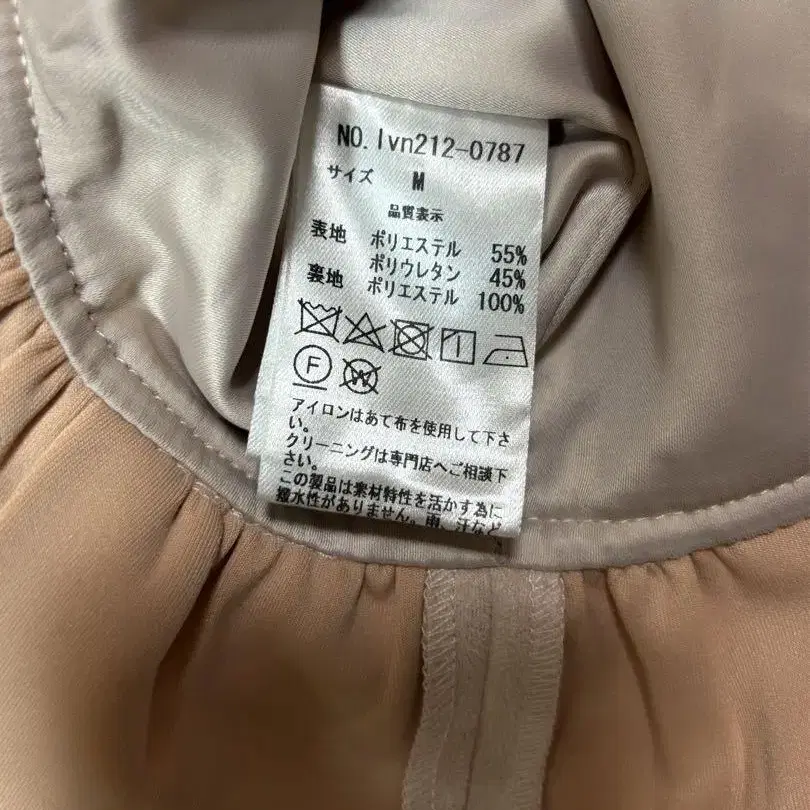 NO. lvn212-0787
サイズ M
品質表示
表地 ポリエステル 55%
ポリウレタン 45%
裏地 ポリエステル 100%
F W
アイロンはあて布を使用して下さ
い。
クリーニングは専門店へご相談下
さい。
この製品は素材特性を活かす為に
撥水性がありません。雨、汗など